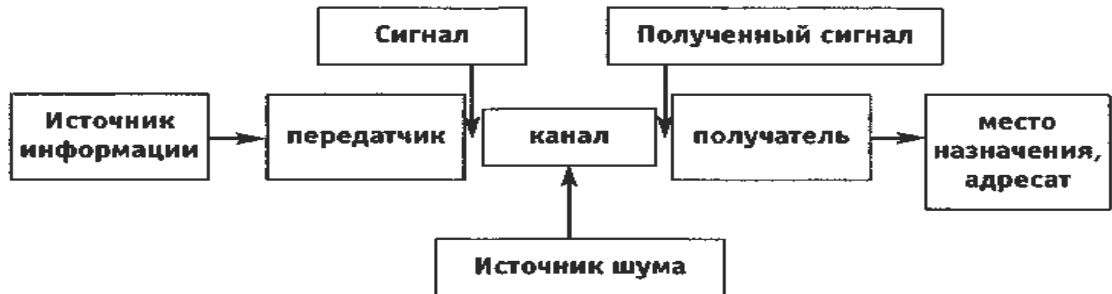 Сигнал
Полученный сигнал
Источник
информации
передатчик
канал
получатель
место
назначения,
адресат
Источник шума